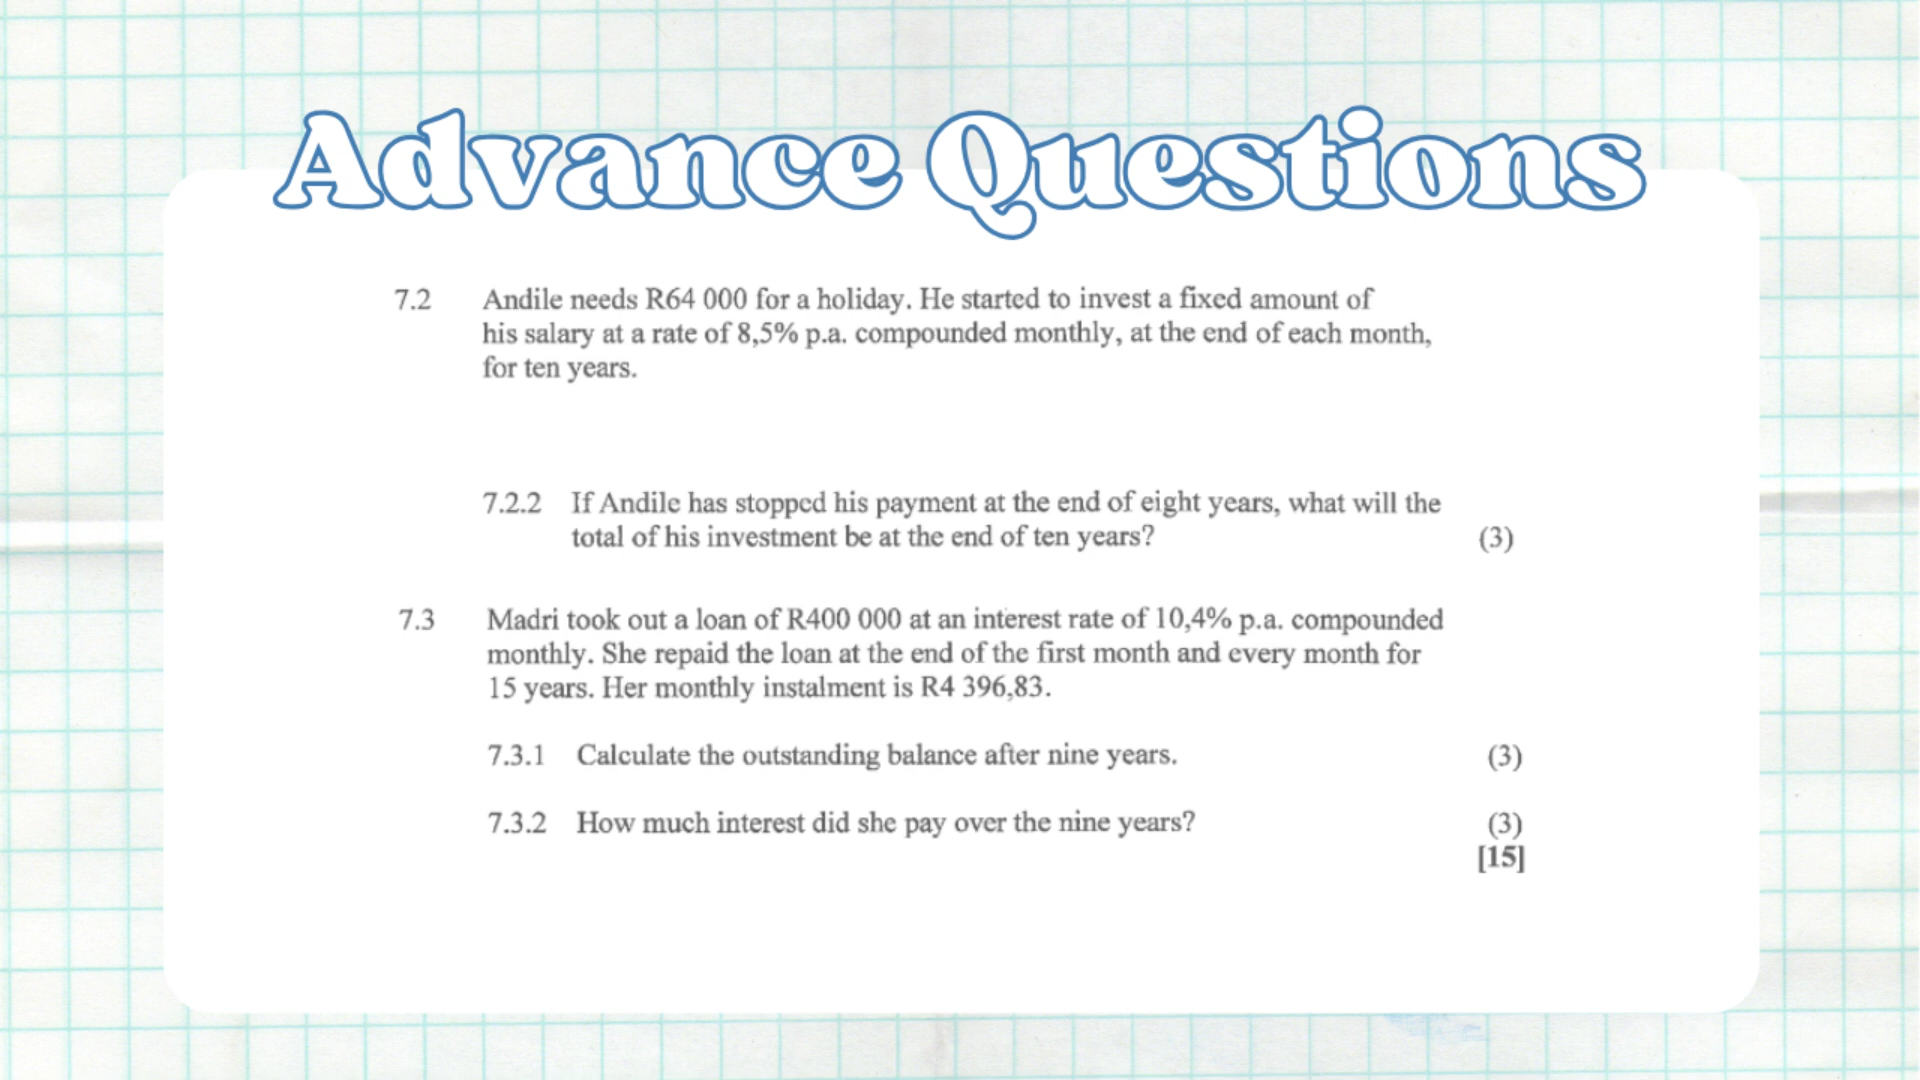 Advance Questions
7.2 Andile needs R64 000 for a holiday. He started to invest a fixed amount of
his salary at a rate of 8,5% p.a. compounded monthly, at the end of each month,
for ten years.
7.2.2 If Andile has stopped his payment at the end of eight years, what will the
total of his investment be at the end of ten years? (3)
7.3 Madri took out a loan of R400 000 at an interest rate of 10,4% p.a. compounded
monthly. She repaid the loan at the end of the first month and every month for
15 years. Her monthly instalment is R4 396,83.
7.3.1 Calculate the outstanding balance after nine years. (3)
7.3.2 How much interest did she pay over the nine years? (3)
[15]